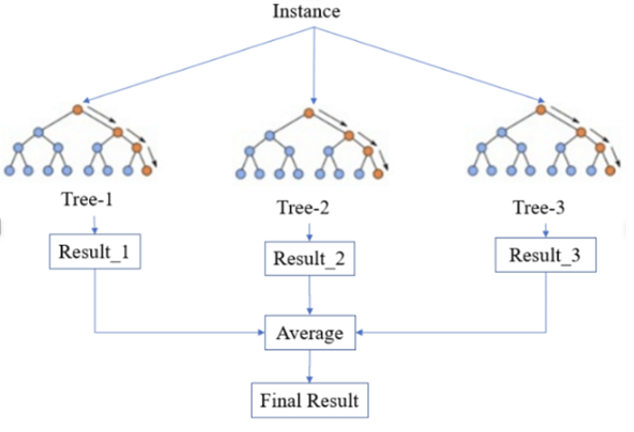 Instance
Tree-1
Tree-2
Tree-3
Result_1
Result_2
Result_3
Average
Final Result